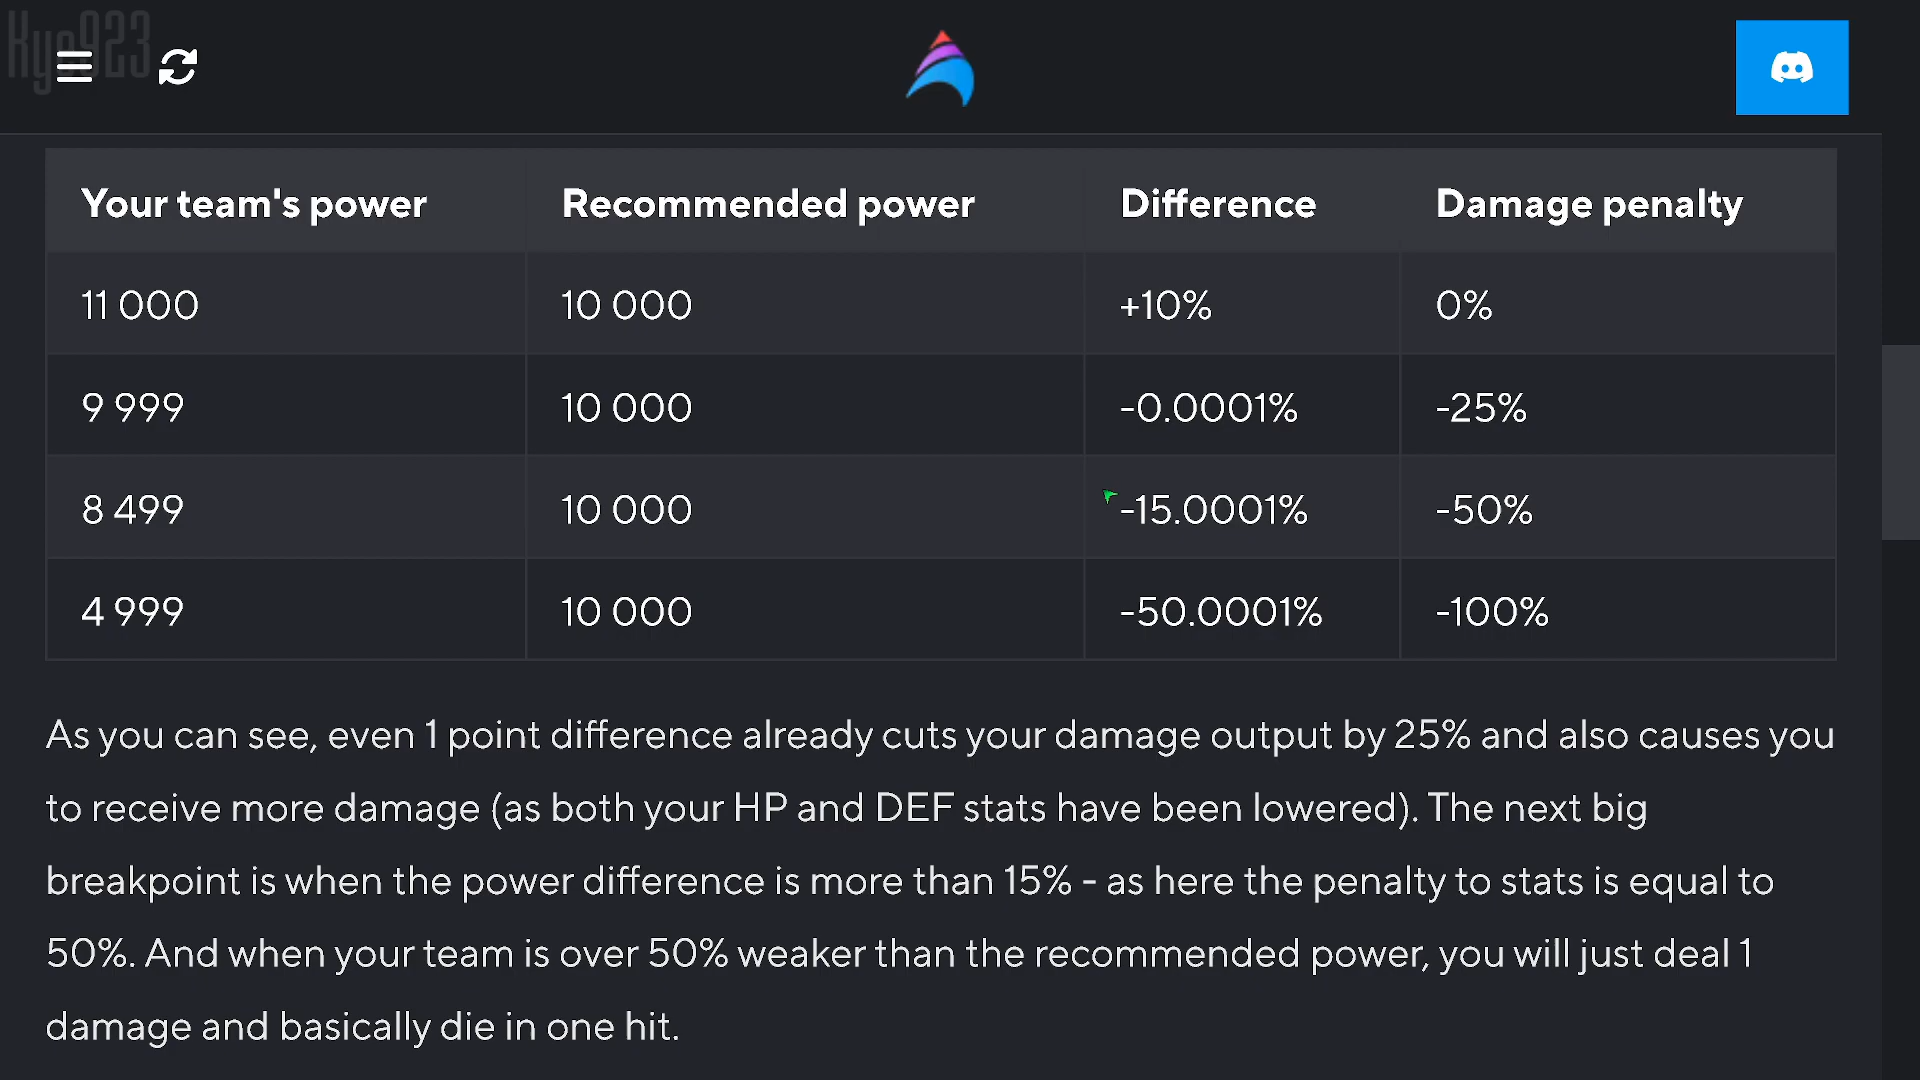 Kyo923
Your team's power Recommended power Difference Damage penalty
11 000 10 000 +10% 0%
9 999 10 000 -0.0001% -25%
8 499 10 000 -15.0001% -50%
4 999 10 000 -50.0001% -100%
As you can see, even 1 point difference already cuts your damage output by 25% and also causes you
to receive more damage (as both your HP and DEF stats have been lowered). The next big
breakpoint is when the power difference is more than 15% - as here the penalty to stats is equal to
50%. And when your team is over 50% weaker than the recommended power, you will just deal 1
damage and basically die in one hit.